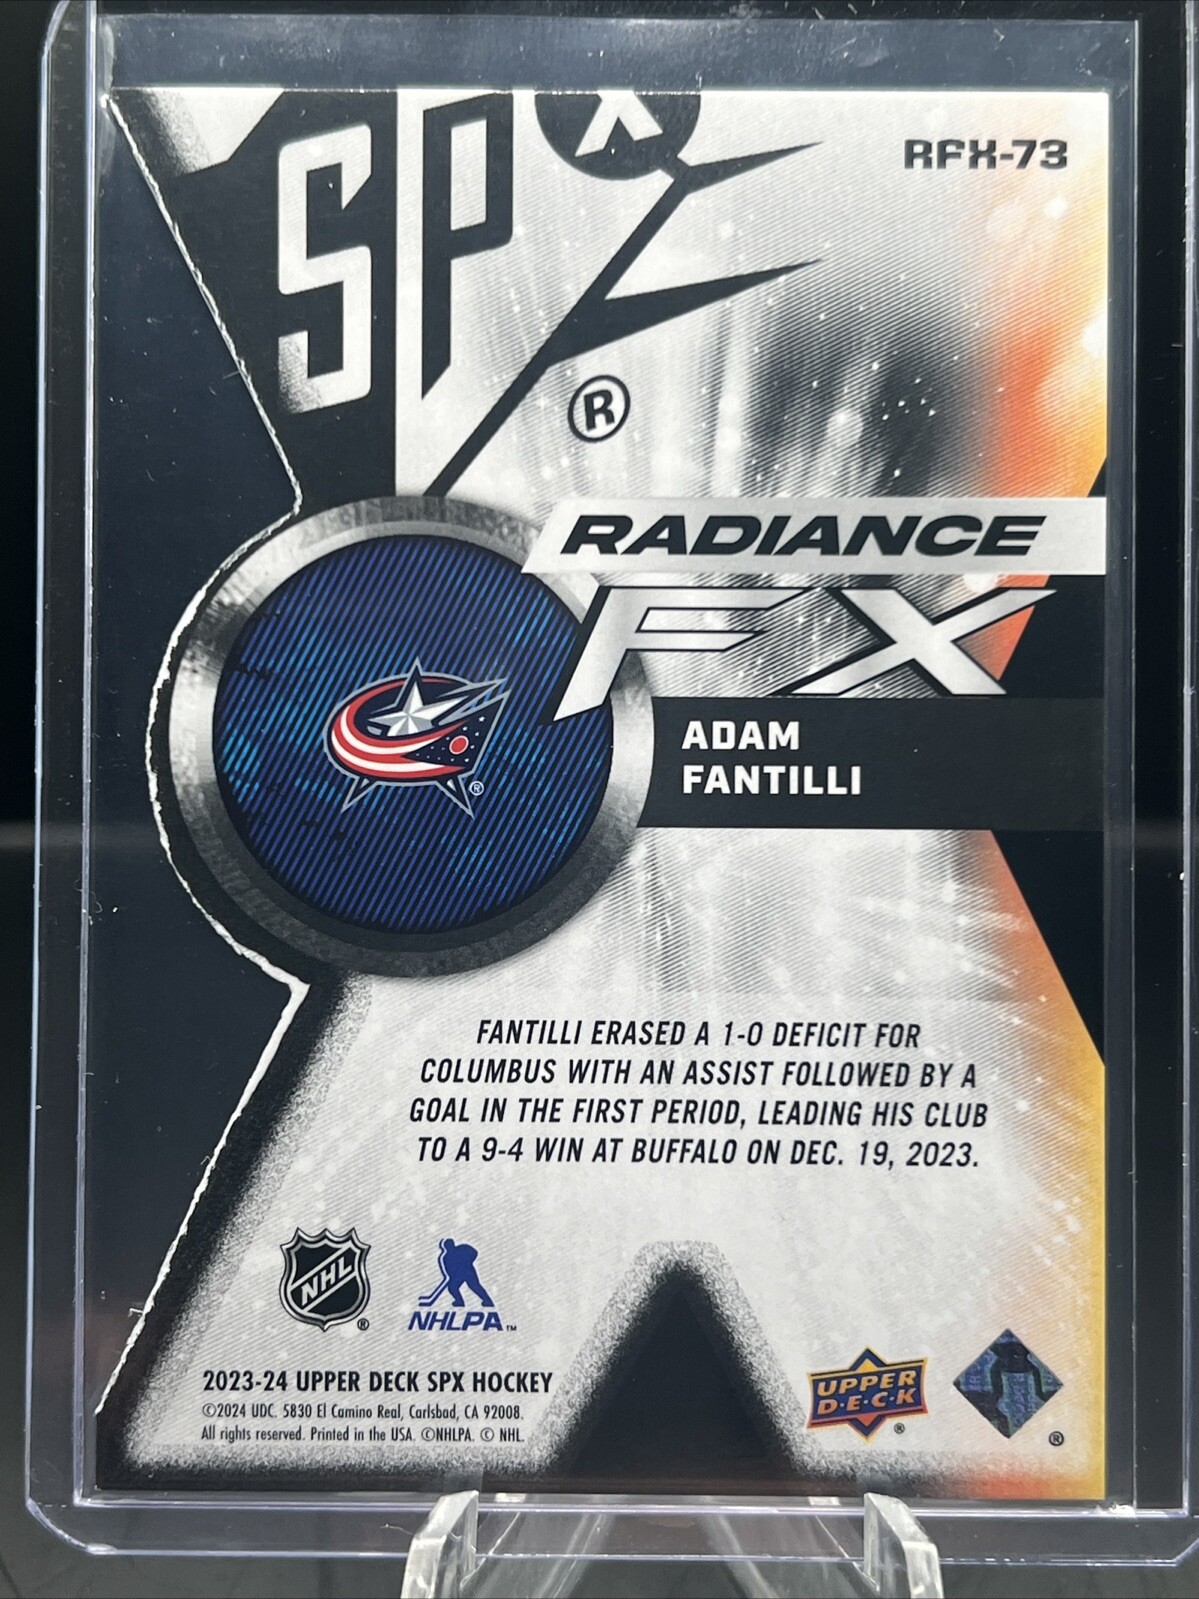 SPX
RFX-73
®
RADIANCE
FX
ADAM
FANTILLI
®
FANTILLI ERASED A 1-0 DEFICIT FOR
COLUMBUS WITH AN ASSIST FOLLOWED BY A
GOAL IN THE FIRST PERIOD, LEADING HIS CLUB
TO A 9-4 WIN AT BUFFALO ON DEC. 19, 2023.
NHL ®
NHLPA™
2023-24 UPPER DECK SPX HOCKEY
©2024 UDC. 5830 El Camino Real, Carlsbad, CA 92008.
All rights reserved. Printed in the USA. ©NHLPA. © NHL.
UPPER
D·E·C·K
®
®